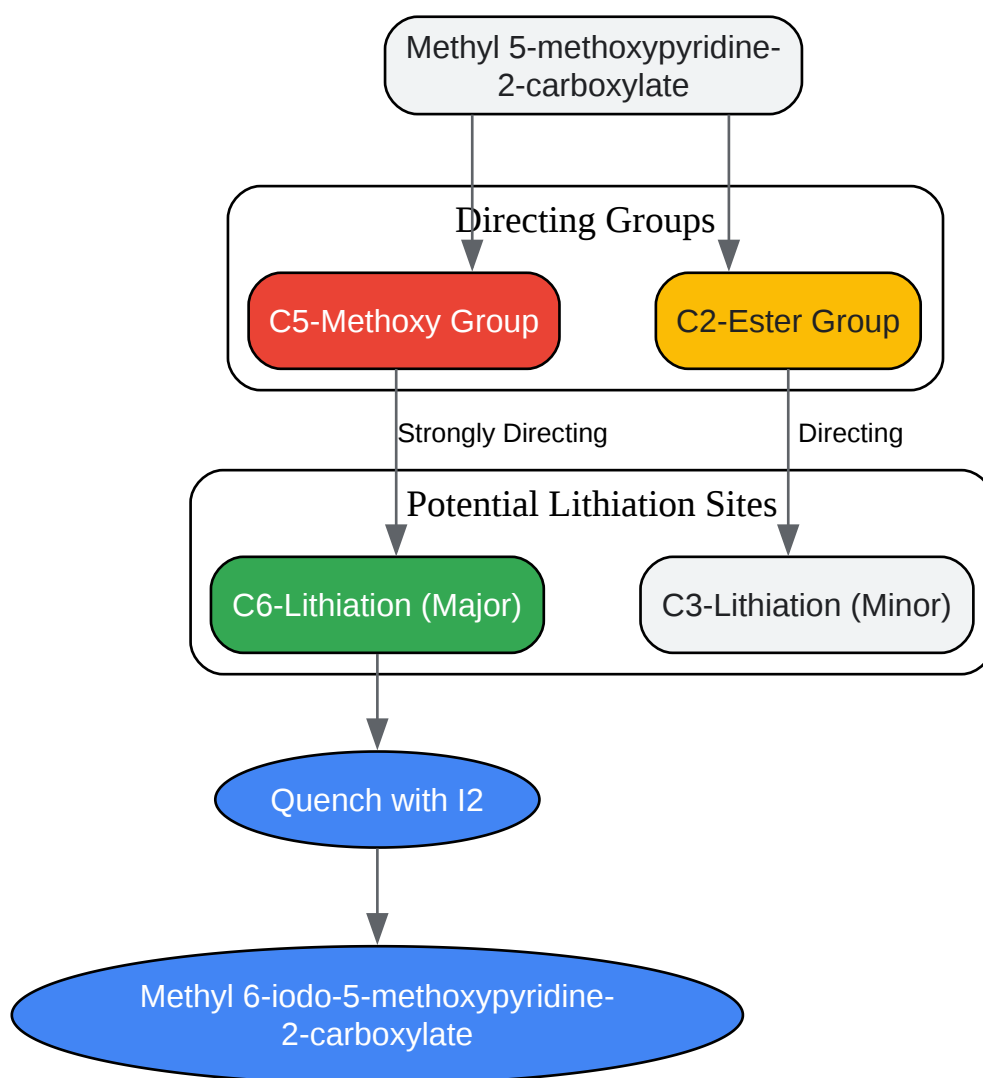 Methyl 5-methoxypyridine-
2-carboxylate
Directing Groups
C5-Methoxy Group
C2-Ester Group
Strongly Directing
Directing
Potential Lithiation Sites
C6-Lithiation (Major)
C3-Lithiation (Minor)
Quench with I2
Methyl 6-iodo-5-methoxypyridine-
2-carboxylate